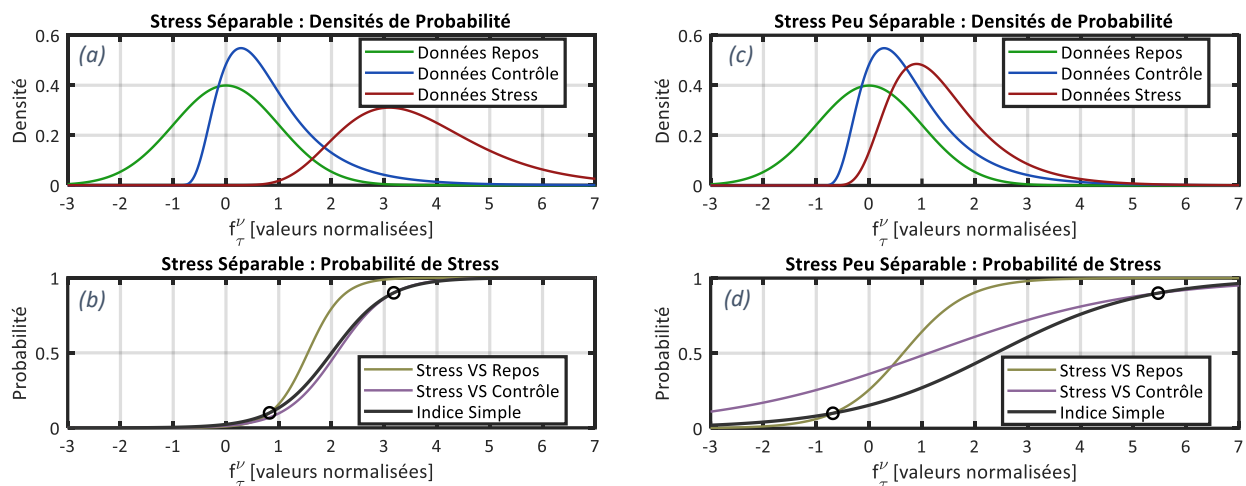 Stress Séparable : Densités de Probabilité
(a)
Densité
0.6
0.4
0.2
0
Données Repos
Données Contrôle
Données Stress
-3 -2 -1 0 1 2 3 4 5 6 7
f_τ^ν [valeurs normalisées]
Stress Peu Séparable : Densités de Probabilité
(c)
Densité
0.6
0.4
0.2
0
Données Repos
Données Contrôle
Données Stress
-3 -2 -1 0 1 2 3 4 5 6 7
f_τ^ν [valeurs normalisées]
Stress Séparable : Probabilité de Stress
(b)
Probabilité
1
0.5
0
Stress VS Repos
Stress VS Contrôle
Indice Simple
-3 -2 -1 0 1 2 3 4 5 6 7
f_τ^ν [valeurs normalisées]
Stress Peu Séparable : Probabilité de Stress
(d)
Probabilité
1
0.5
0
Stress VS Repos
Stress VS Contrôle
Indice Simple
-3 -2 -1 0 1 2 3 4 5 6 7
f_τ^ν [valeurs normalisées]